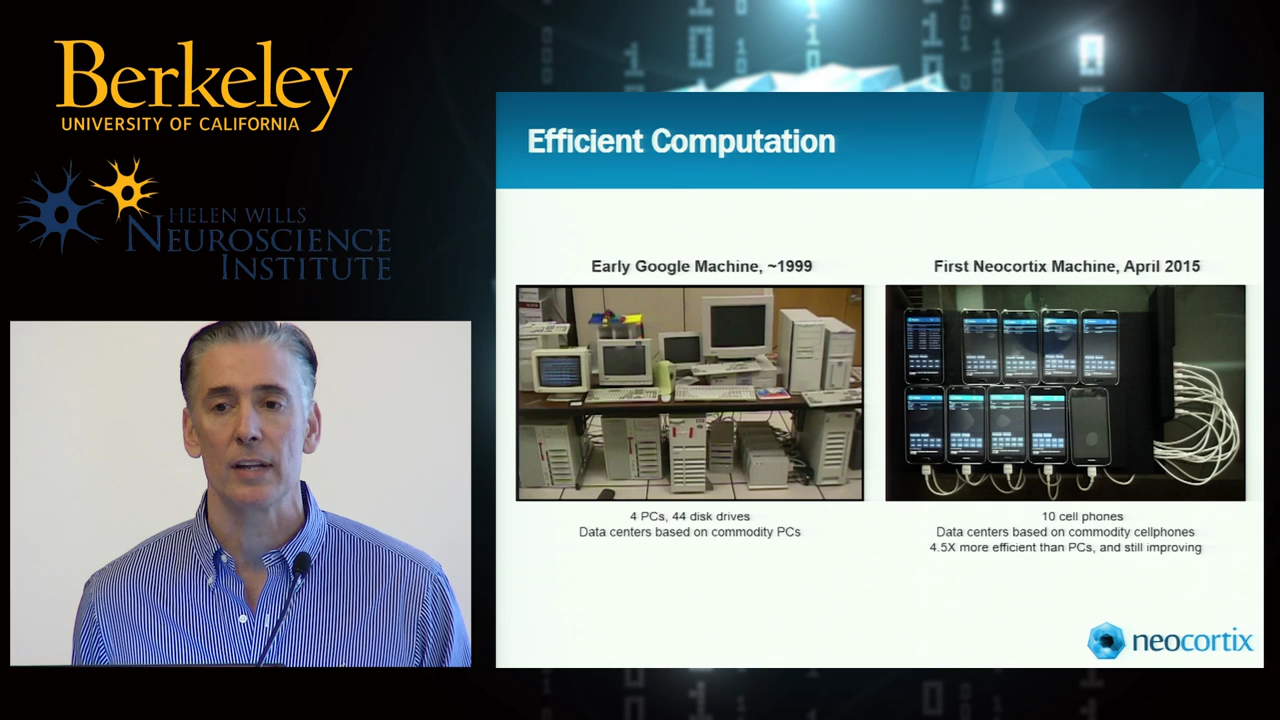 Berkeley
UNIVERSITY OF CALIFORNIA
HELEN WILLS
NEUROSCIENCE
INSTITUTE
Efficient Computation
Early Google Machine, ~1999
4 PCs, 44 disk drives
Data centers based on commodity PCs
First Neocortix Machine, April 2015
10 cell phones
Data centers based on commodity cellphones
4.5X more efficient than PCs, and still improving
neocortix